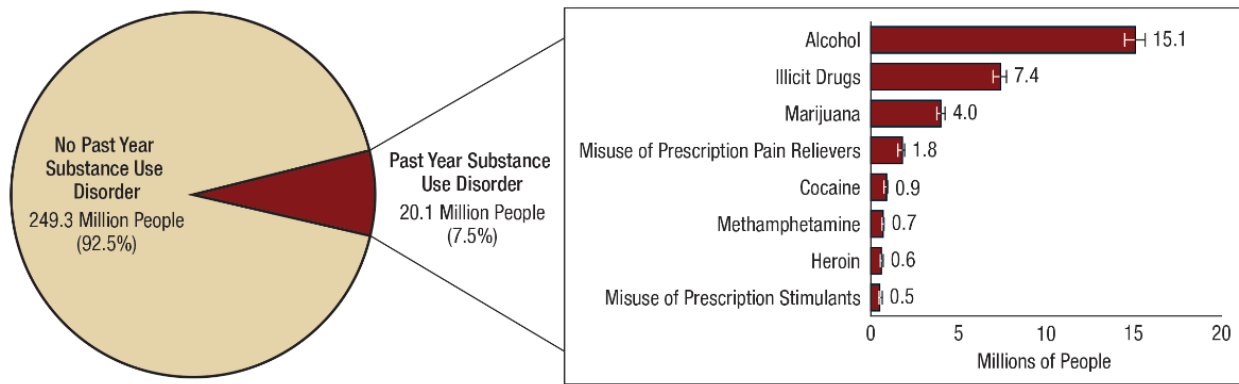 No Past Year
Substance Use
Disorder
249.3 Million People
(92.5%)
Past Year Substance
Use Disorder
20.1 Million People
(7.5%)
Alcohol 15.1
Illicit Drugs 7.4
Marijuana 4.0
Misuse of Prescription Pain Relievers 1.8
Cocaine 0.9
Methamphetamine 0.7
Heroin 0.6
Misuse of Prescription Stimulants 0.5
0 5 10 15 20
Millions of People